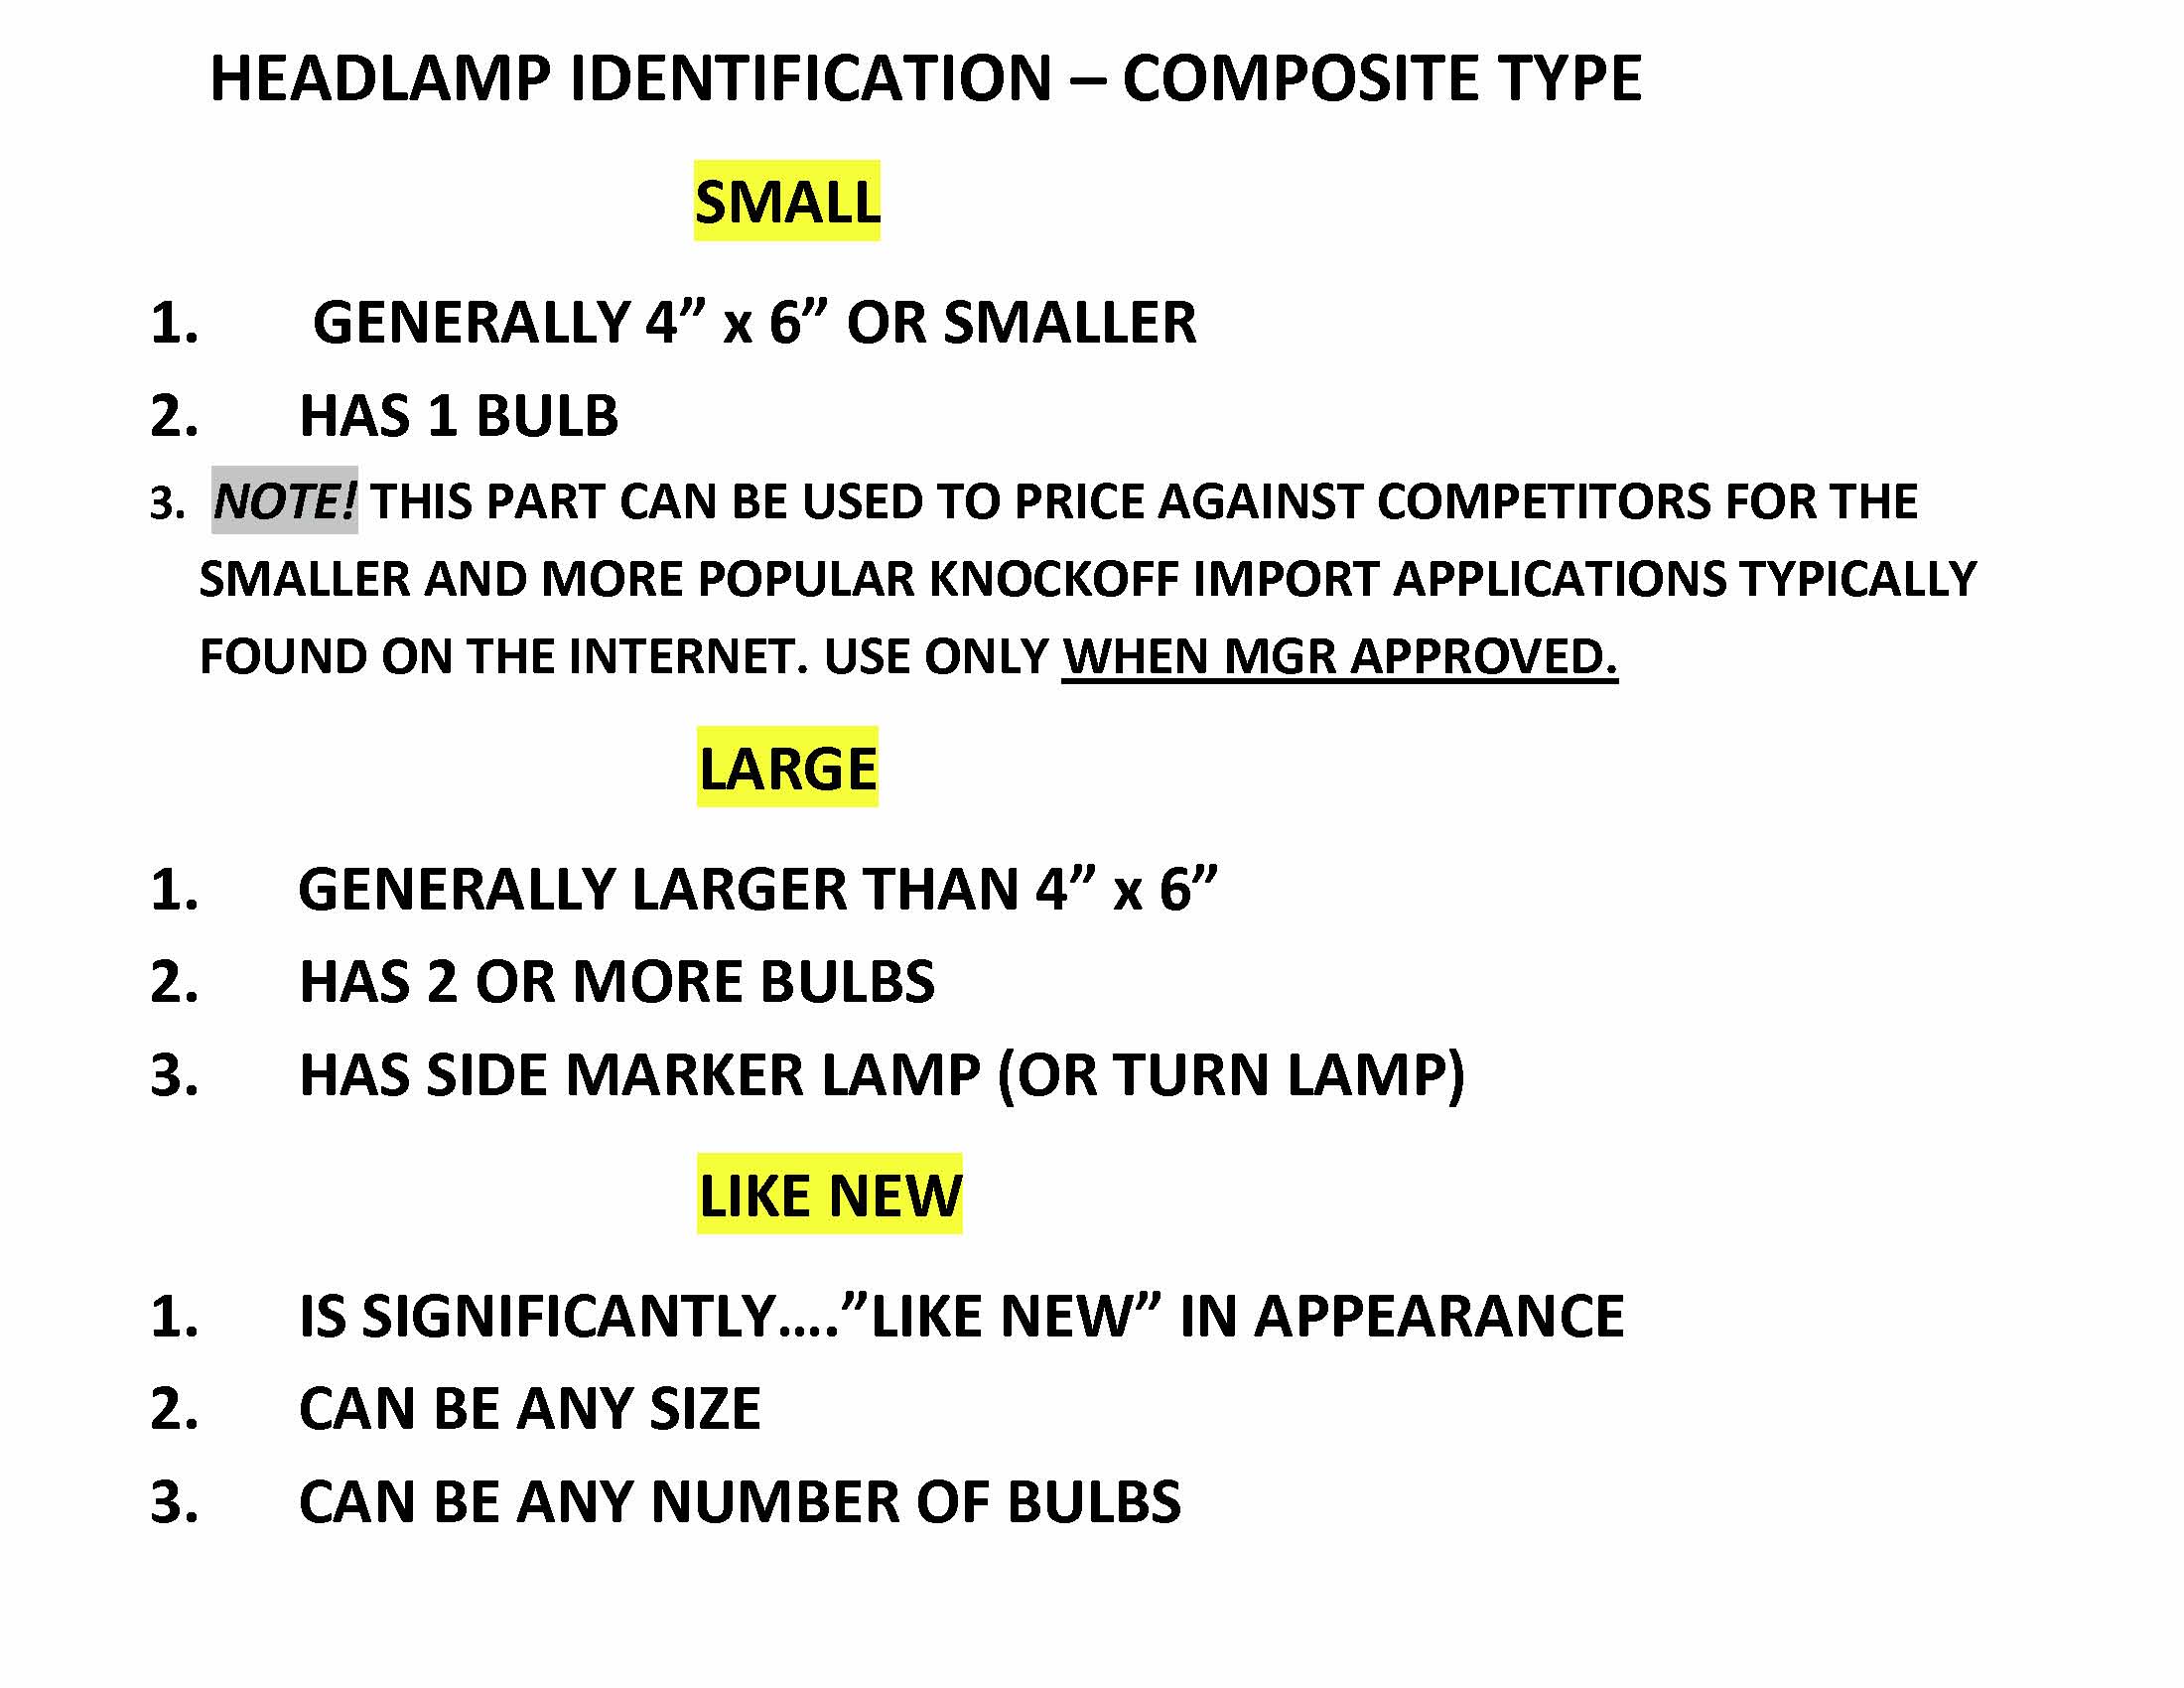 HEADLAMP IDENTIFICATION – COMPOSITE TYPE
SMALL
1. GENERALLY 4” x 6” OR SMALLER
2. HAS 1 BULB
3. NOTE! THIS PART CAN BE USED TO PRICE AGAINST COMPETITORS FOR THE
SMALLER AND MORE POPULAR KNOCKOFF IMPORT APPLICATIONS TYPICALLY
FOUND ON THE INTERNET. USE ONLY WHEN MGR APPROVED.
LARGE
1. GENERALLY LARGER THAN 4” x 6”
2. HAS 2 OR MORE BULBS
3. HAS SIDE MARKER LAMP (OR TURN LAMP)
LIKE NEW
1. IS SIGNIFICANTLY....”LIKE NEW” IN APPEARANCE
2. CAN BE ANY SIZE
3. CAN BE ANY NUMBER OF BULBS